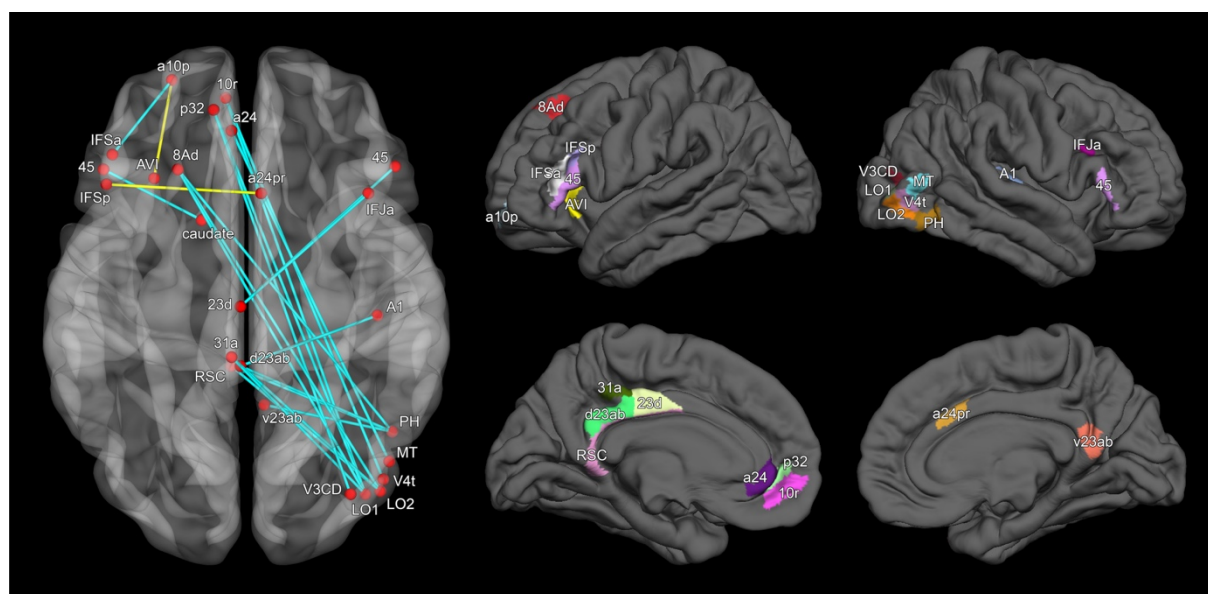 a10p
10r
p32
a24
IFSa
45
AVI
8Ad
a24pr
45
IFSp
IFJa
caudate
23d
A1
31a
d23ab
RSC
v23ab
PH
MT
V4t
V3CD
LO1
LO2
8Ad
IFSp
IFSa
45
AVI
a10p
IFJa
A1
V3CD
MT
LO1
V4t
45
LO2
PH
31a
23d
d23ab
RSC
p32
a24
10r
a24pr
v23ab